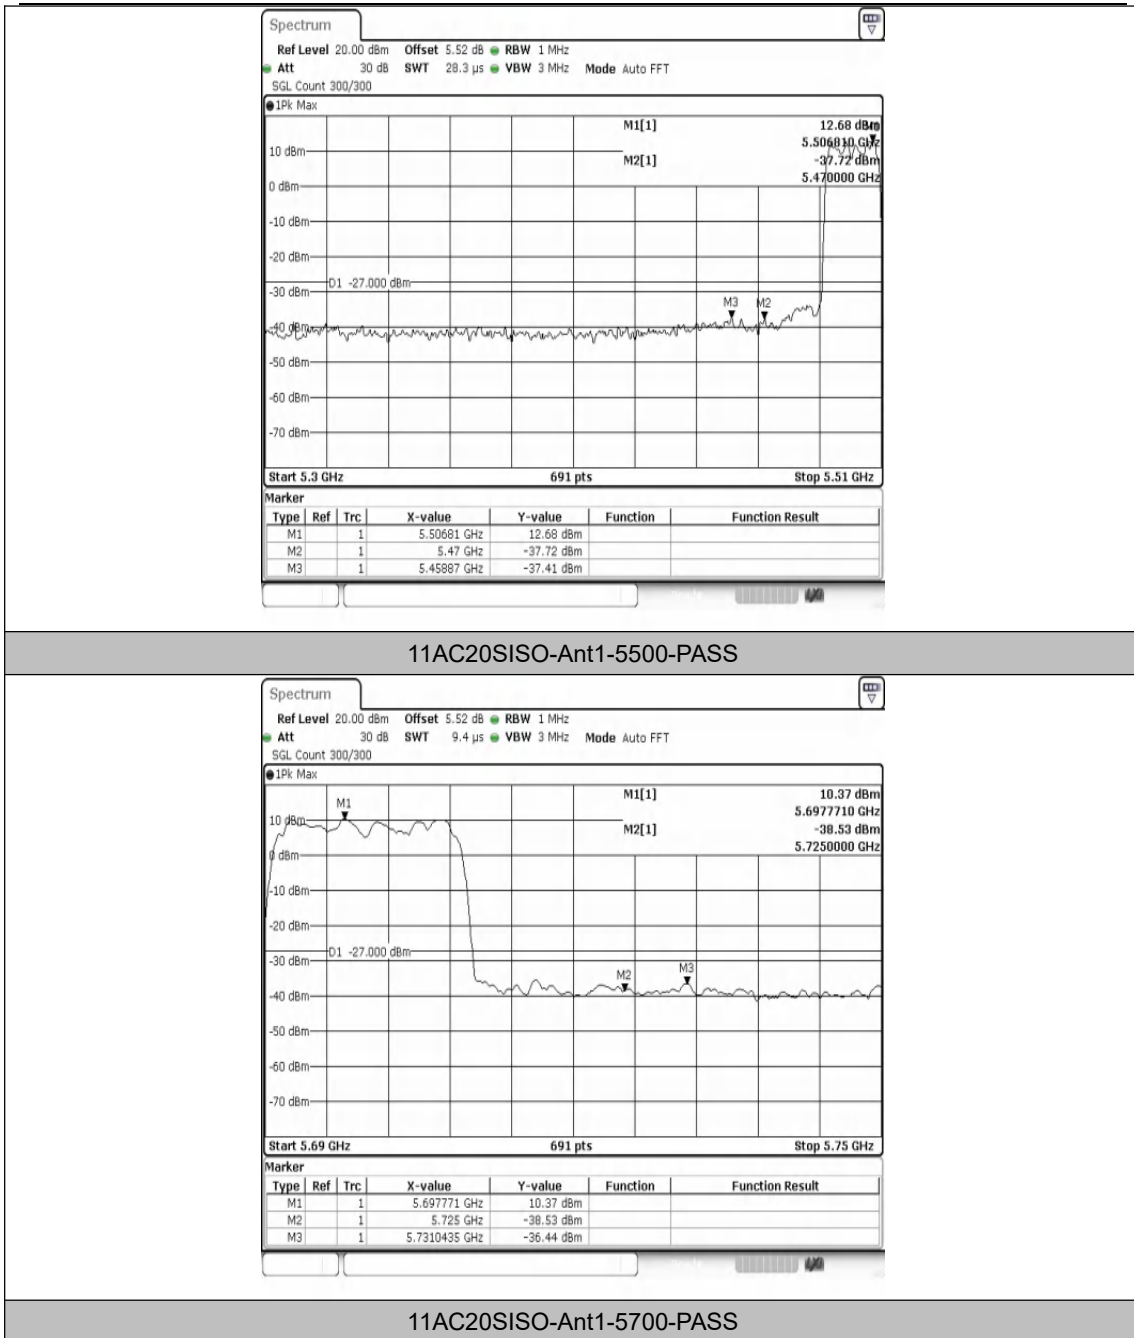 Spectrum
Ref Level 20.00 dBm Offset 5.52 dB RBW 1 MHz
Att 30 dB SWT 28.3 µs VBW 3 MHz Mode Auto FFT
SGL Count 300/300
1Pk Max
M1[1] 12.68 dBm
5.506810 GHz
10 dBm
M2[1] -37.72 dBm
5.470000 GHz
0 dBm
-10 dBm
-20 dBm
D1 -27.000 dBm
-30 dBm
M3 M2
-40 dBm
-50 dBm
-60 dBm
-70 dBm
Start 5.3 GHz 691 pts Stop 5.51 GHz
Marker
Type Ref Trc X-value Y-value Function Function Result
M1 1 5.50681 GHz 12.68 dBm
M2 1 5.47 GHz -37.72 dBm
M3 1 5.45887 GHz -37.41 dBm
11AC20SISO-Ant1-5500-PASS
Spectrum
Ref Level 20.00 dBm Offset 5.52 dB RBW 1 MHz
Att 30 dB SWT 9.4 µs VBW 3 MHz Mode Auto FFT
SGL Count 300/300
1Pk Max
M1[1] 10.37 dBm
M1
5.6977710 GHz
10 dBm
M2[1] -38.53 dBm
5.7250000 GHz
0 dBm
-10 dBm
-20 dBm
D1 -27.000 dBm
-30 dBm
M2 M3
-40 dBm
-50 dBm
-60 dBm
-70 dBm
Start 5.69 GHz 691 pts Stop 5.75 GHz
Marker
Type Ref Trc X-value Y-value Function Function Result
M1 1 5.697771 GHz 10.37 dBm
M2 1 5.725 GHz -38.53 dBm
M3 1 5.7310435 GHz -36.44 dBm
11AC20SISO-Ant1-5700-PASS